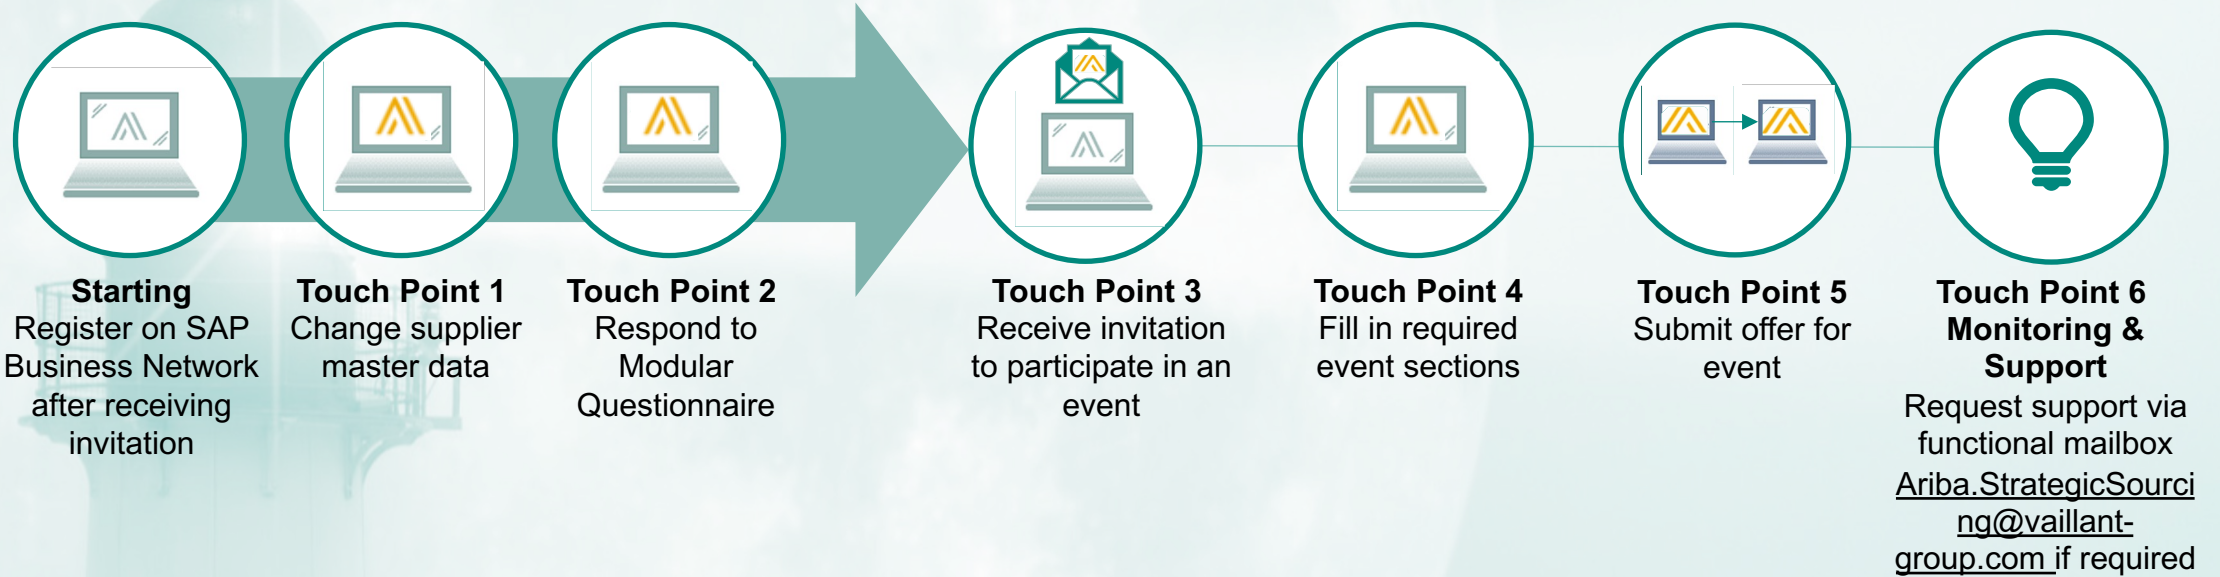 Starting
Register on SAP
Business Network
after receiving
invitation
Touch Point 1
Change supplier
master data
Touch Point 2
Respond to
Modular
Questionnaire
Touch Point 3
Receive invitation
to participate in an
event
Touch Point 4
Fill in required
event sections
Touch Point 5
Submit offer for
event
Touch Point 6
Monitoring &
Support
Request support via
functional mailbox
Ariba.StrategicSourci
ng@vaillant-
group.com if required